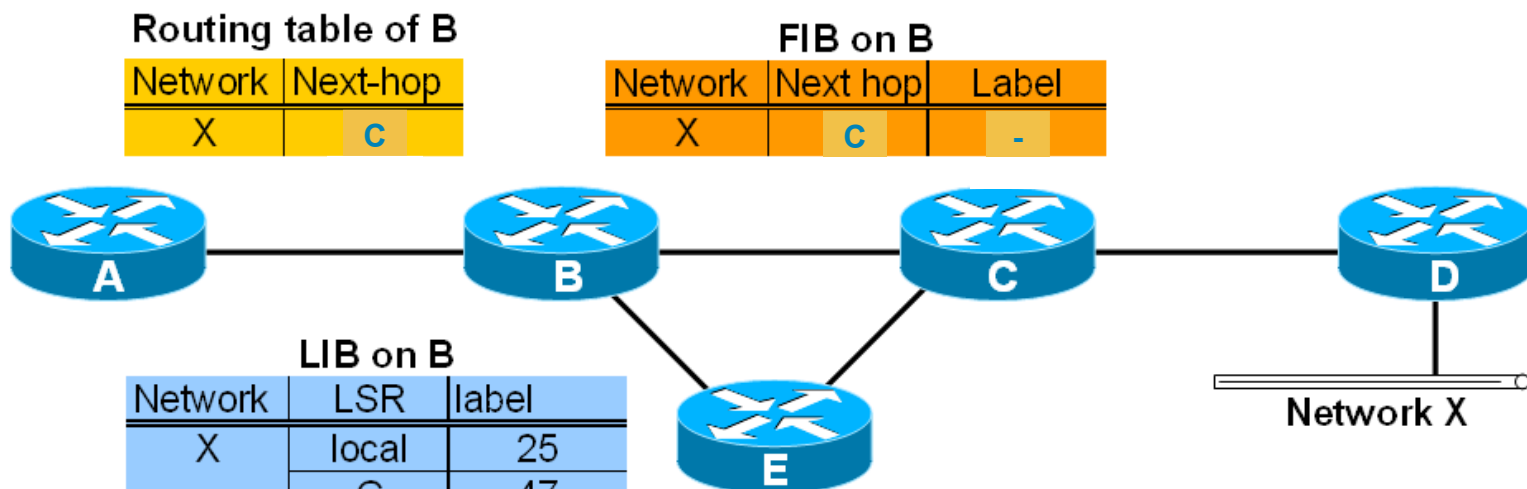 Routing table of B
Network Next-hop
X C
FIB on B
Network Next hop Label
X C -
A
B
C
D
LIB on B
Network LSR label
X local 25
E
Network X